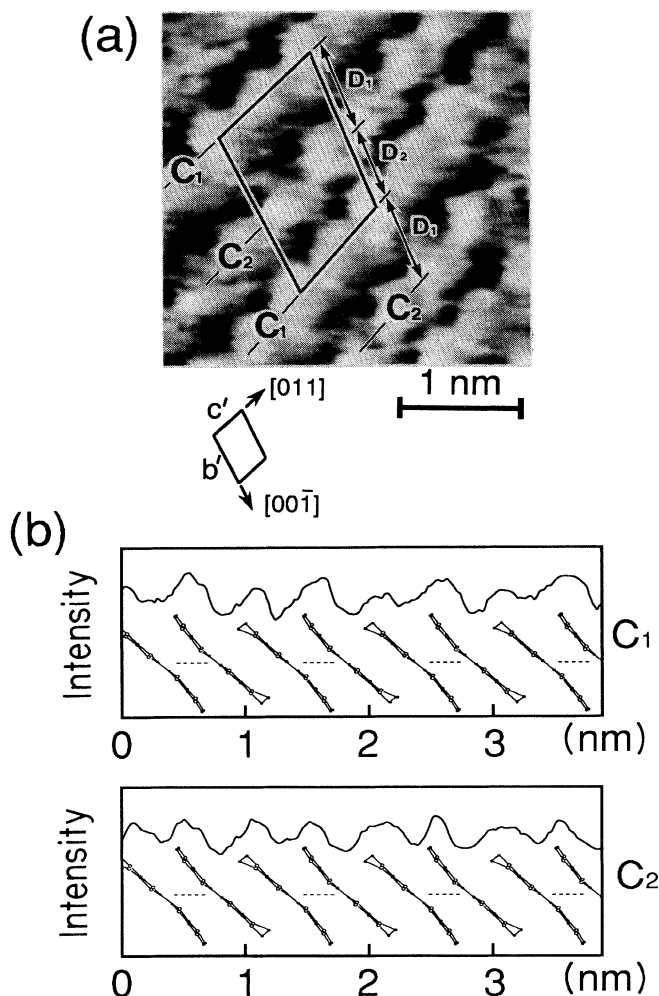 (a)
D₁
D₂
D₁
C₁
C₂
C₁
C₂
1 nm
c' [011]
b'
[001̄]
(b)
Intensity
C₁
0 1 2 3 (nm)
Intensity
C₂
0 1 2 3 (nm)